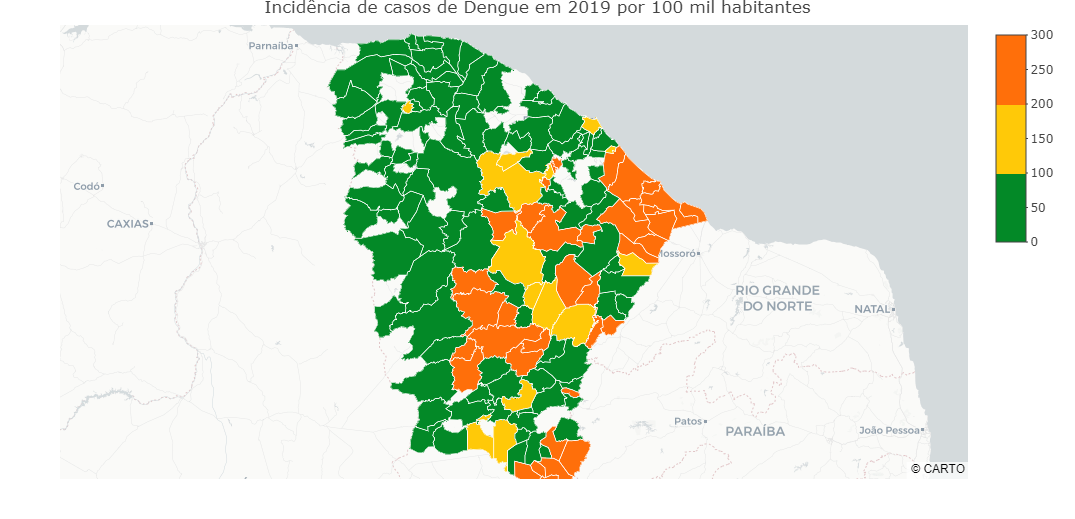 Incidência de casos de Dengue em 2019 por 100 mil habitantes
Parnaíba
Codó
CAXIAS
Mossoró
RIO GRANDE
DO NORTE
NATAL
Patos
PARAÍBA
João Pessoa
300
250
200
150
100
50
0
© CARTO